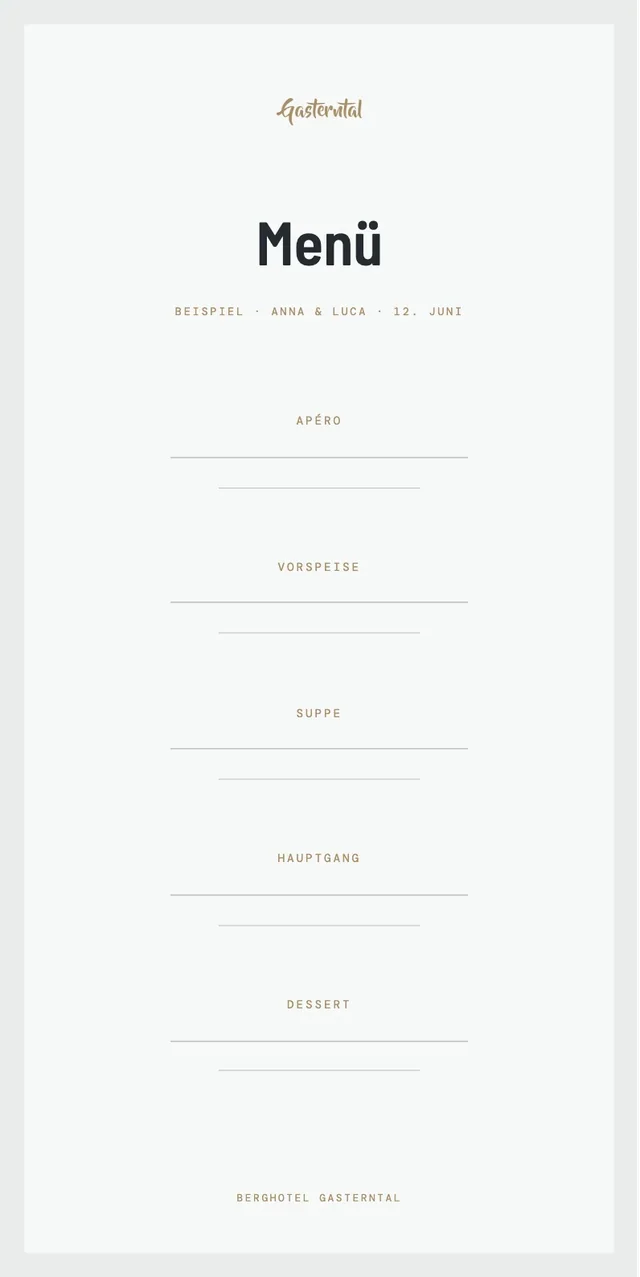 Gasterntal
Menü
BEISPIEL · ANNA & LUCA · 12. JUNI
APÉRO
VORSPEISE
SUPPE
HAUPTGANG
DESSERT
BERGHOTEL GASTERNTAL